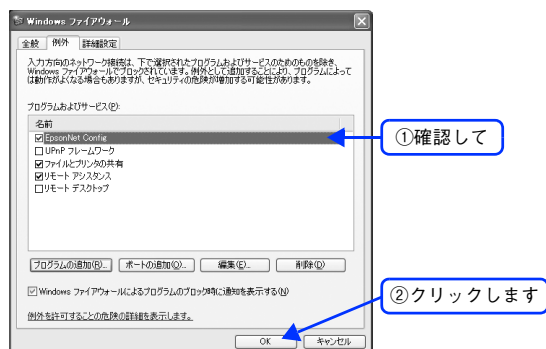 Windows ファイアウォール
全般 例外 詳細設定
入力方向のネットワーク接続は、下で選択されたプログラムおよびサービスのためのものを除き、
Windows ファイアウォールでブロックされています。例外として追加することにより、プログラムによって
は動作がよくなる場合もありますが、セキュリティの危険が増加する可能性があります。
プログラムおよびサービス(P):
名前
EpsonNet Config
UPnP フレームワーク
ファイルとプリンタの共有
リモート アシスタンス
リモート デスクトップ
①確認して
プログラムの追加(R)... ポートの追加(O)... 編集(E)... 削除(D)
Windows ファイアウォールによるプログラムのブロック時に通知を表示する(N)
②クリックします
例外を許可することの危険の詳細を表示します。
OK キャンセル